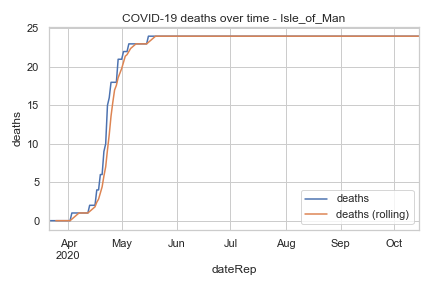 COVID-19 deaths over time - Isle_of_Man
deaths
25
20
15
10
5
0
Apr
2020
May
Jun
Jul
Aug
Sep
Oct
dateRep
deaths
deaths (rolling)